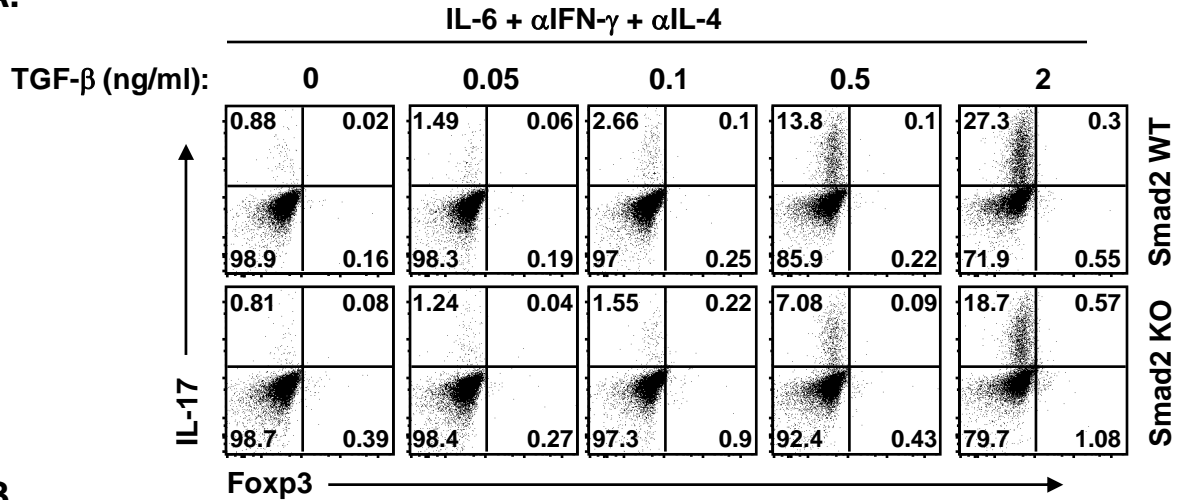 IL-6 + αIFN-γ + αIL-4
TGF-β (ng/ml): 0 0.05 0.1 0.5 2
0.88 0.02 1.49 0.06 2.66 0.1 13.8 0.1 27.3 0.3
98.9 0.16 98.3 0.19 97 0.25 85.9 0.22 71.9 0.55
Smad2 WT
0.81 0.08 1.24 0.04 1.55 0.22 7.08 0.09 18.7 0.57
98.7 0.39 98.4 0.27 97.3 0.9 92.4 0.43 79.7 1.08
Smad2 KO
IL-17
Foxp3